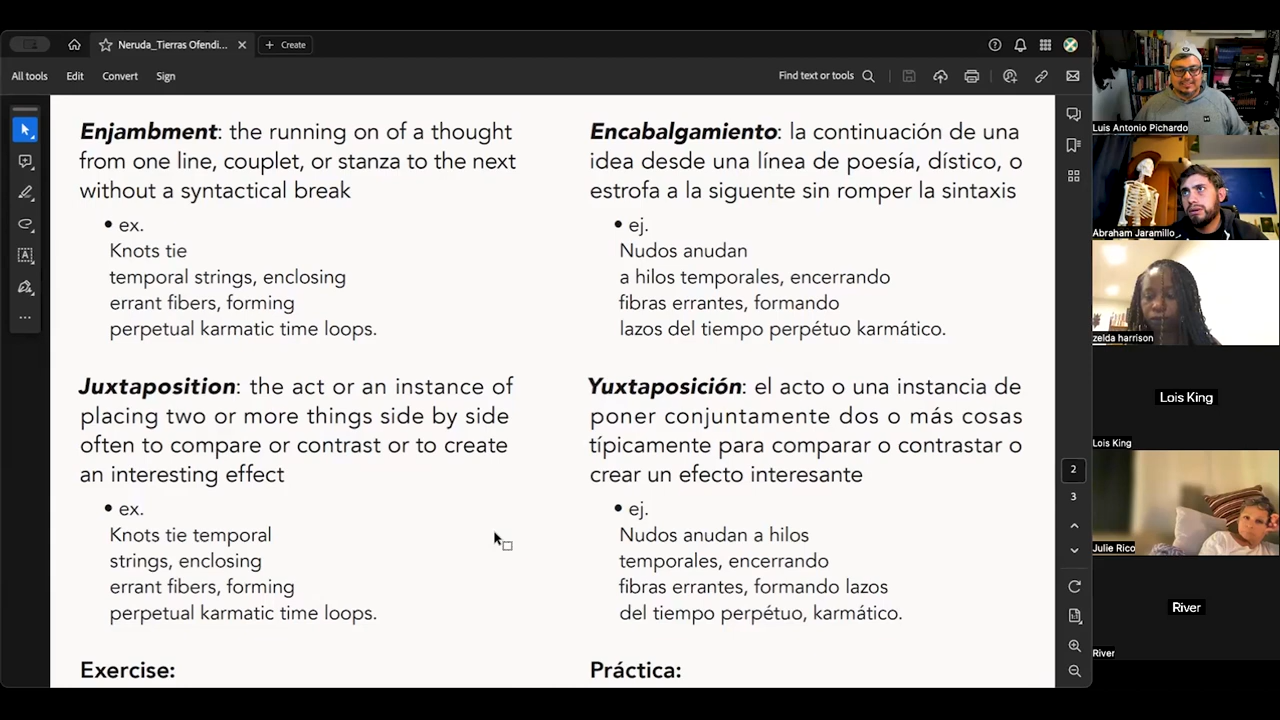 Neruda_Tierras Ofendi...
Create
All tools
Edit
Convert
Sign
Find text or tools
Enjambment: the running on of a thought
from one line, couplet, or stanza to the next
without a syntactical break
• ex.
Knots tie
temporal strings, enclosing
errant fibers, forming
perpetual karmatic time loops.
Juxtaposition: the act or an instance of
placing two or more things side by side
often to compare or contrast or to create
an interesting effect
• ex.
Knots tie temporal
strings, enclosing
errant fibers, forming
perpetual karmatic time loops.
Exercise:
Encabalgamiento: la continuación de una
idea desde una línea de poesía, dístico, o
estrofa a la siguente sin romper la sintaxis
• ej.
Nudos anudan
a hilos temporales, encerrando
fibras errantes, formando
lazos del tiempo perpétuo karmático.
Yuxtaposición: el acto o una instancia de
poner conjuntamente dos o más cosas
típicamente para comparar o contrastar o
crear un efecto interesante
• ej.
Nudos anudan a hilos
temporales, encerrando
fibras errantes, formando lazos
del tiempo perpétuo, karmático.
Práctica:
2
3
Luis Antonio Pichardo
Abraham Jaramillo
zelda harrison
Lois King
Lois King
Julie Rico
River
River